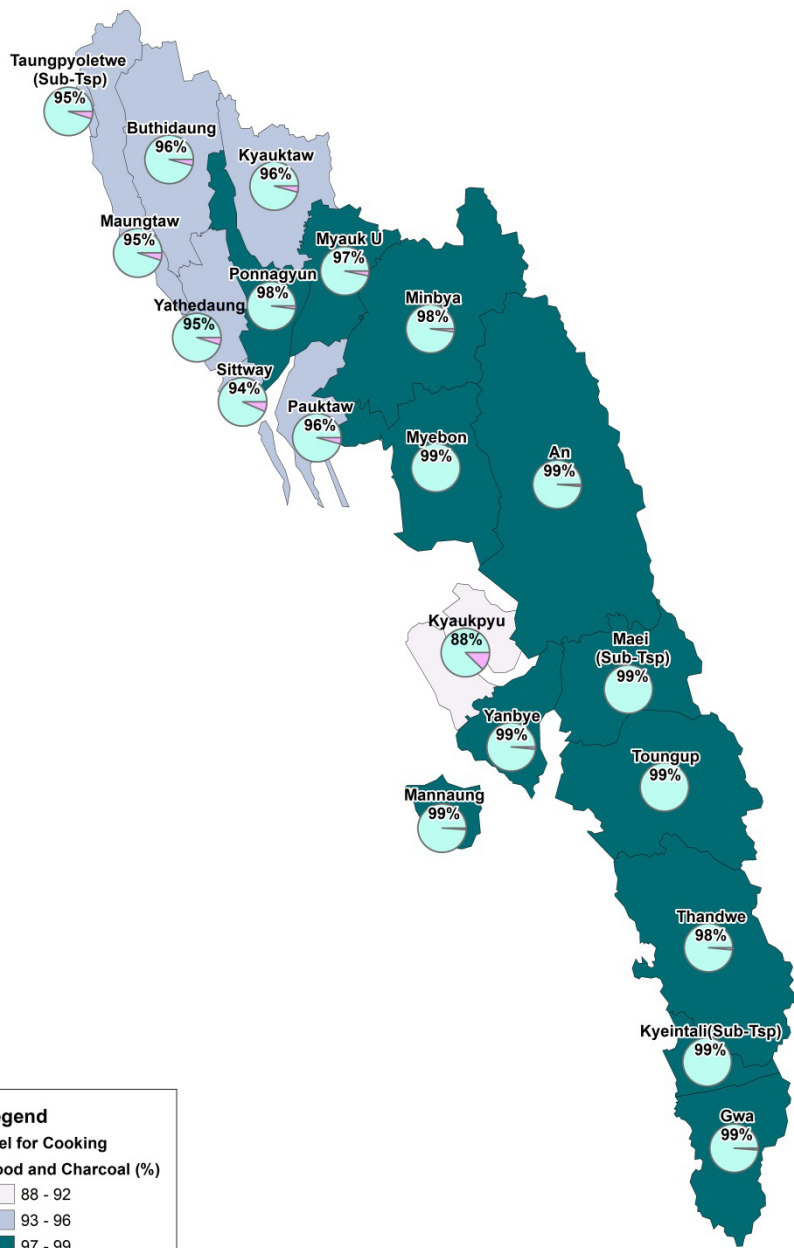 Taungpyoletwe
(Sub-Tsp)
95%
Buthidaung
96%
Kyauktaw
96%
Maungtaw
95%
Myauk U
97%
Ponnagyun
98%
Minbya
98%
Yathedaung
95%
Sittway
94%
Pauktaw
96%
Myebon
99%
An
99%
Kyaukpyu
88%
Maei
(Sub-Tsp)
99%
Yanbye
99%
Toungup
99%
Mannaung
99%
Thandwe
98%
Kyeintali(Sub-Tsp)
99%
Gwa
99%
egend
el for Cooking
ood and Charcoal (%)
88 - 92
93 - 96
97 - 99